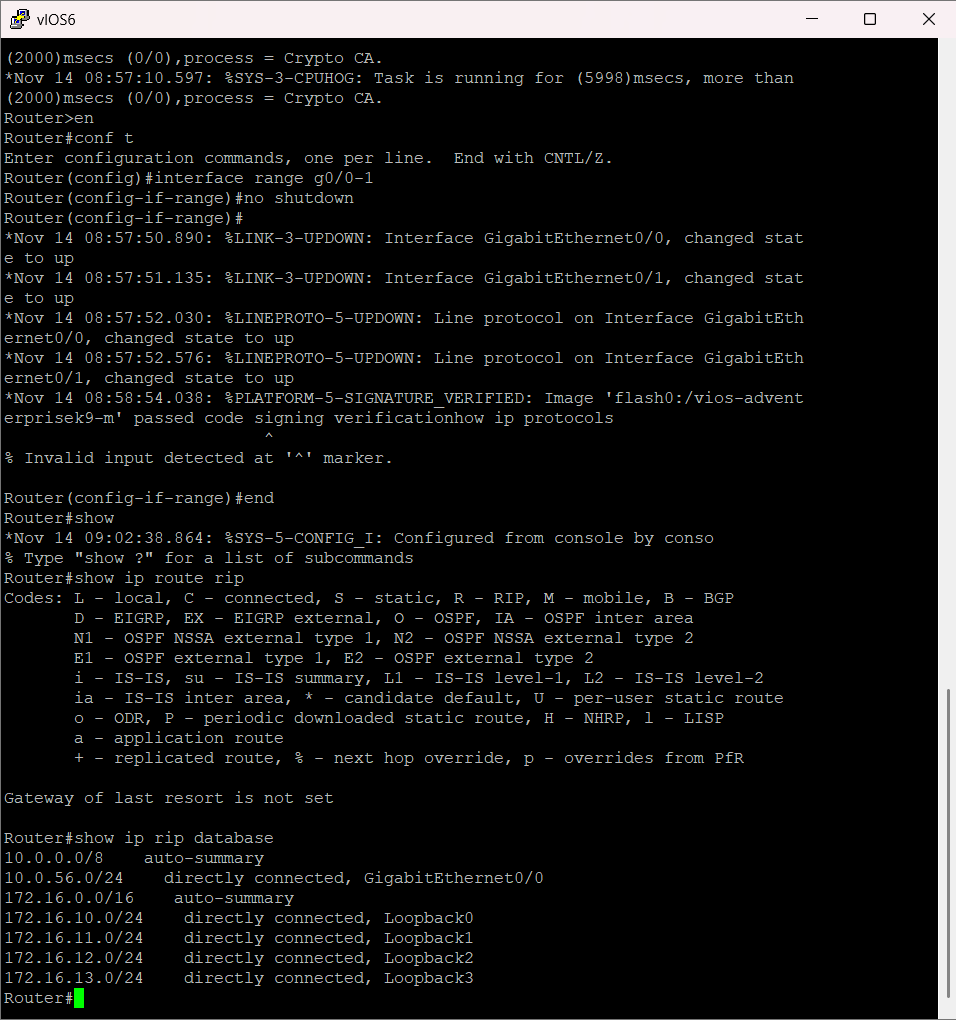 vIOS6
(2000)msecs (0/0),process = Crypto CA.
*Nov 14 08:57:10.597: %SYS-3-CPUHOG: Task is running for (5998)msecs, more than
(2000)msecs (0/0),process = Crypto CA.
Router>en
Router#conf t
Enter configuration commands, one per line.  End with CNTL/Z.
Router(config)#interface range g0/0-1
Router(config-if-range)#no shutdown
Router(config-if-range)#
*Nov 14 08:57:50.890: %LINK-3-UPDOWN: Interface GigabitEthernet0/0, changed stat
e to up
*Nov 14 08:57:51.135: %LINK-3-UPDOWN: Interface GigabitEthernet0/1, changed stat
e to up
*Nov 14 08:57:52.030: %LINEPROTO-5-UPDOWN: Line protocol on Interface GigabitEth
ernet0/0, changed state to up
*Nov 14 08:57:52.576: %LINEPROTO-5-UPDOWN: Line protocol on Interface GigabitEth
ernet0/1, changed state to up
*Nov 14 08:58:54.038: %PLATFORM-5-SIGNATURE_VERIFIED: Image 'flash0:/vios-advent
erprisek9-m' passed code signing verificationhow ip protocols
                          ^
% Invalid input detected at '^' marker.

Router(config-if-range)#end
Router#show
*Nov 14 09:02:38.864: %SYS-5-CONFIG_I: Configured from console by conso
% Type "show ?" for a list of subcommands
Router#show ip route rip
Codes: L - local, C - connected, S - static, R - RIP, M - mobile, B - BGP
       D - EIGRP, EX - EIGRP external, O - OSPF, IA - OSPF inter area
       N1 - OSPF NSSA external type 1, N2 - OSPF NSSA external type 2
       E1 - OSPF external type 1, E2 - OSPF external type 2
       i - IS-IS, su - IS-IS summary, L1 - IS-IS level-1, L2 - IS-IS level-2
       ia - IS-IS inter area, * - candidate default, U - per-user static route
       o - ODR, P - periodic downloaded static route, H - NHRP, l - LISP
       a - application route
       + - replicated route, % - next hop override, p - overrides from PfR

Gateway of last resort is not set

Router#show ip rip database
10.0.0.0/8    auto-summary
10.0.56.0/24    directly connected, GigabitEthernet0/0
172.16.0.0/16    auto-summary
172.16.10.0/24    directly connected, Loopback0
172.16.11.0/24    directly connected, Loopback1
172.16.12.0/24    directly connected, Loopback2
172.16.13.0/24    directly connected, Loopback3
Router#